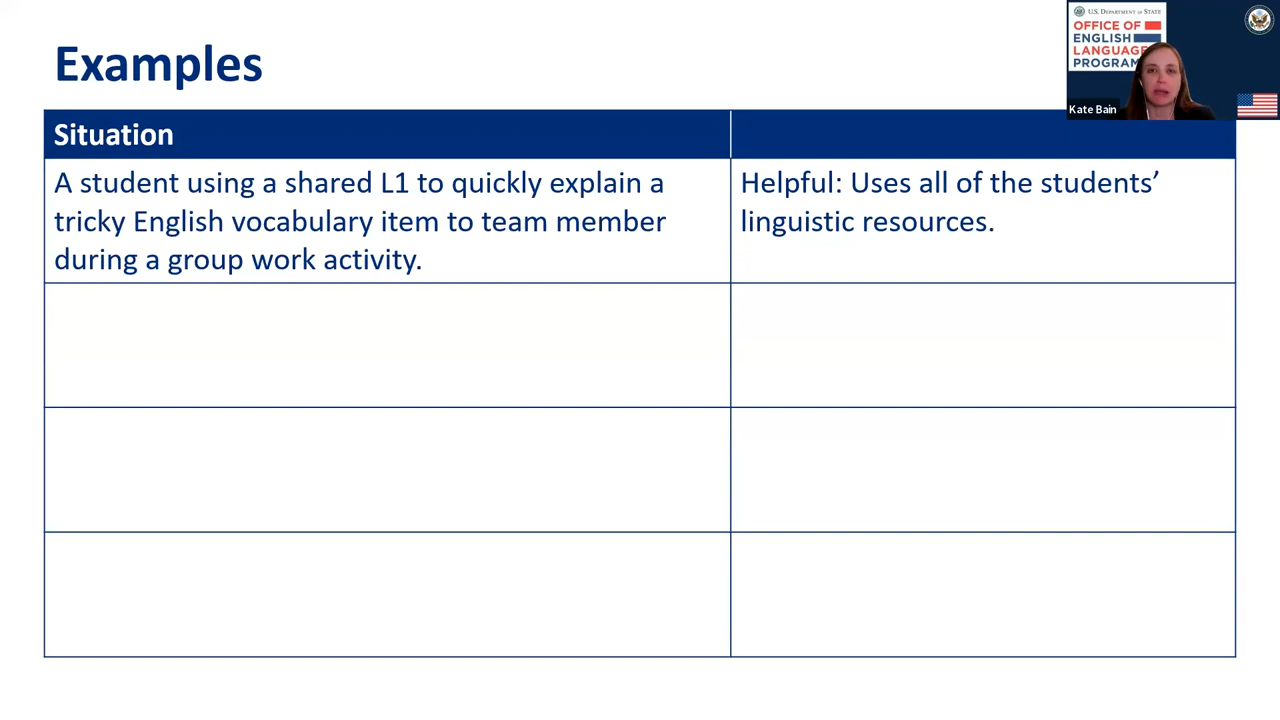 Examples
U.S. DEPARTMENT OF STATE
OFFICE OF
ENGLISH
LANGUAGE
PROGRAM
Kate Bain
Situation
A student using a shared L1 to quickly explain a
tricky English vocabulary item to team member
during a group work activity.
Helpful: Uses all of the students’
linguistic resources.